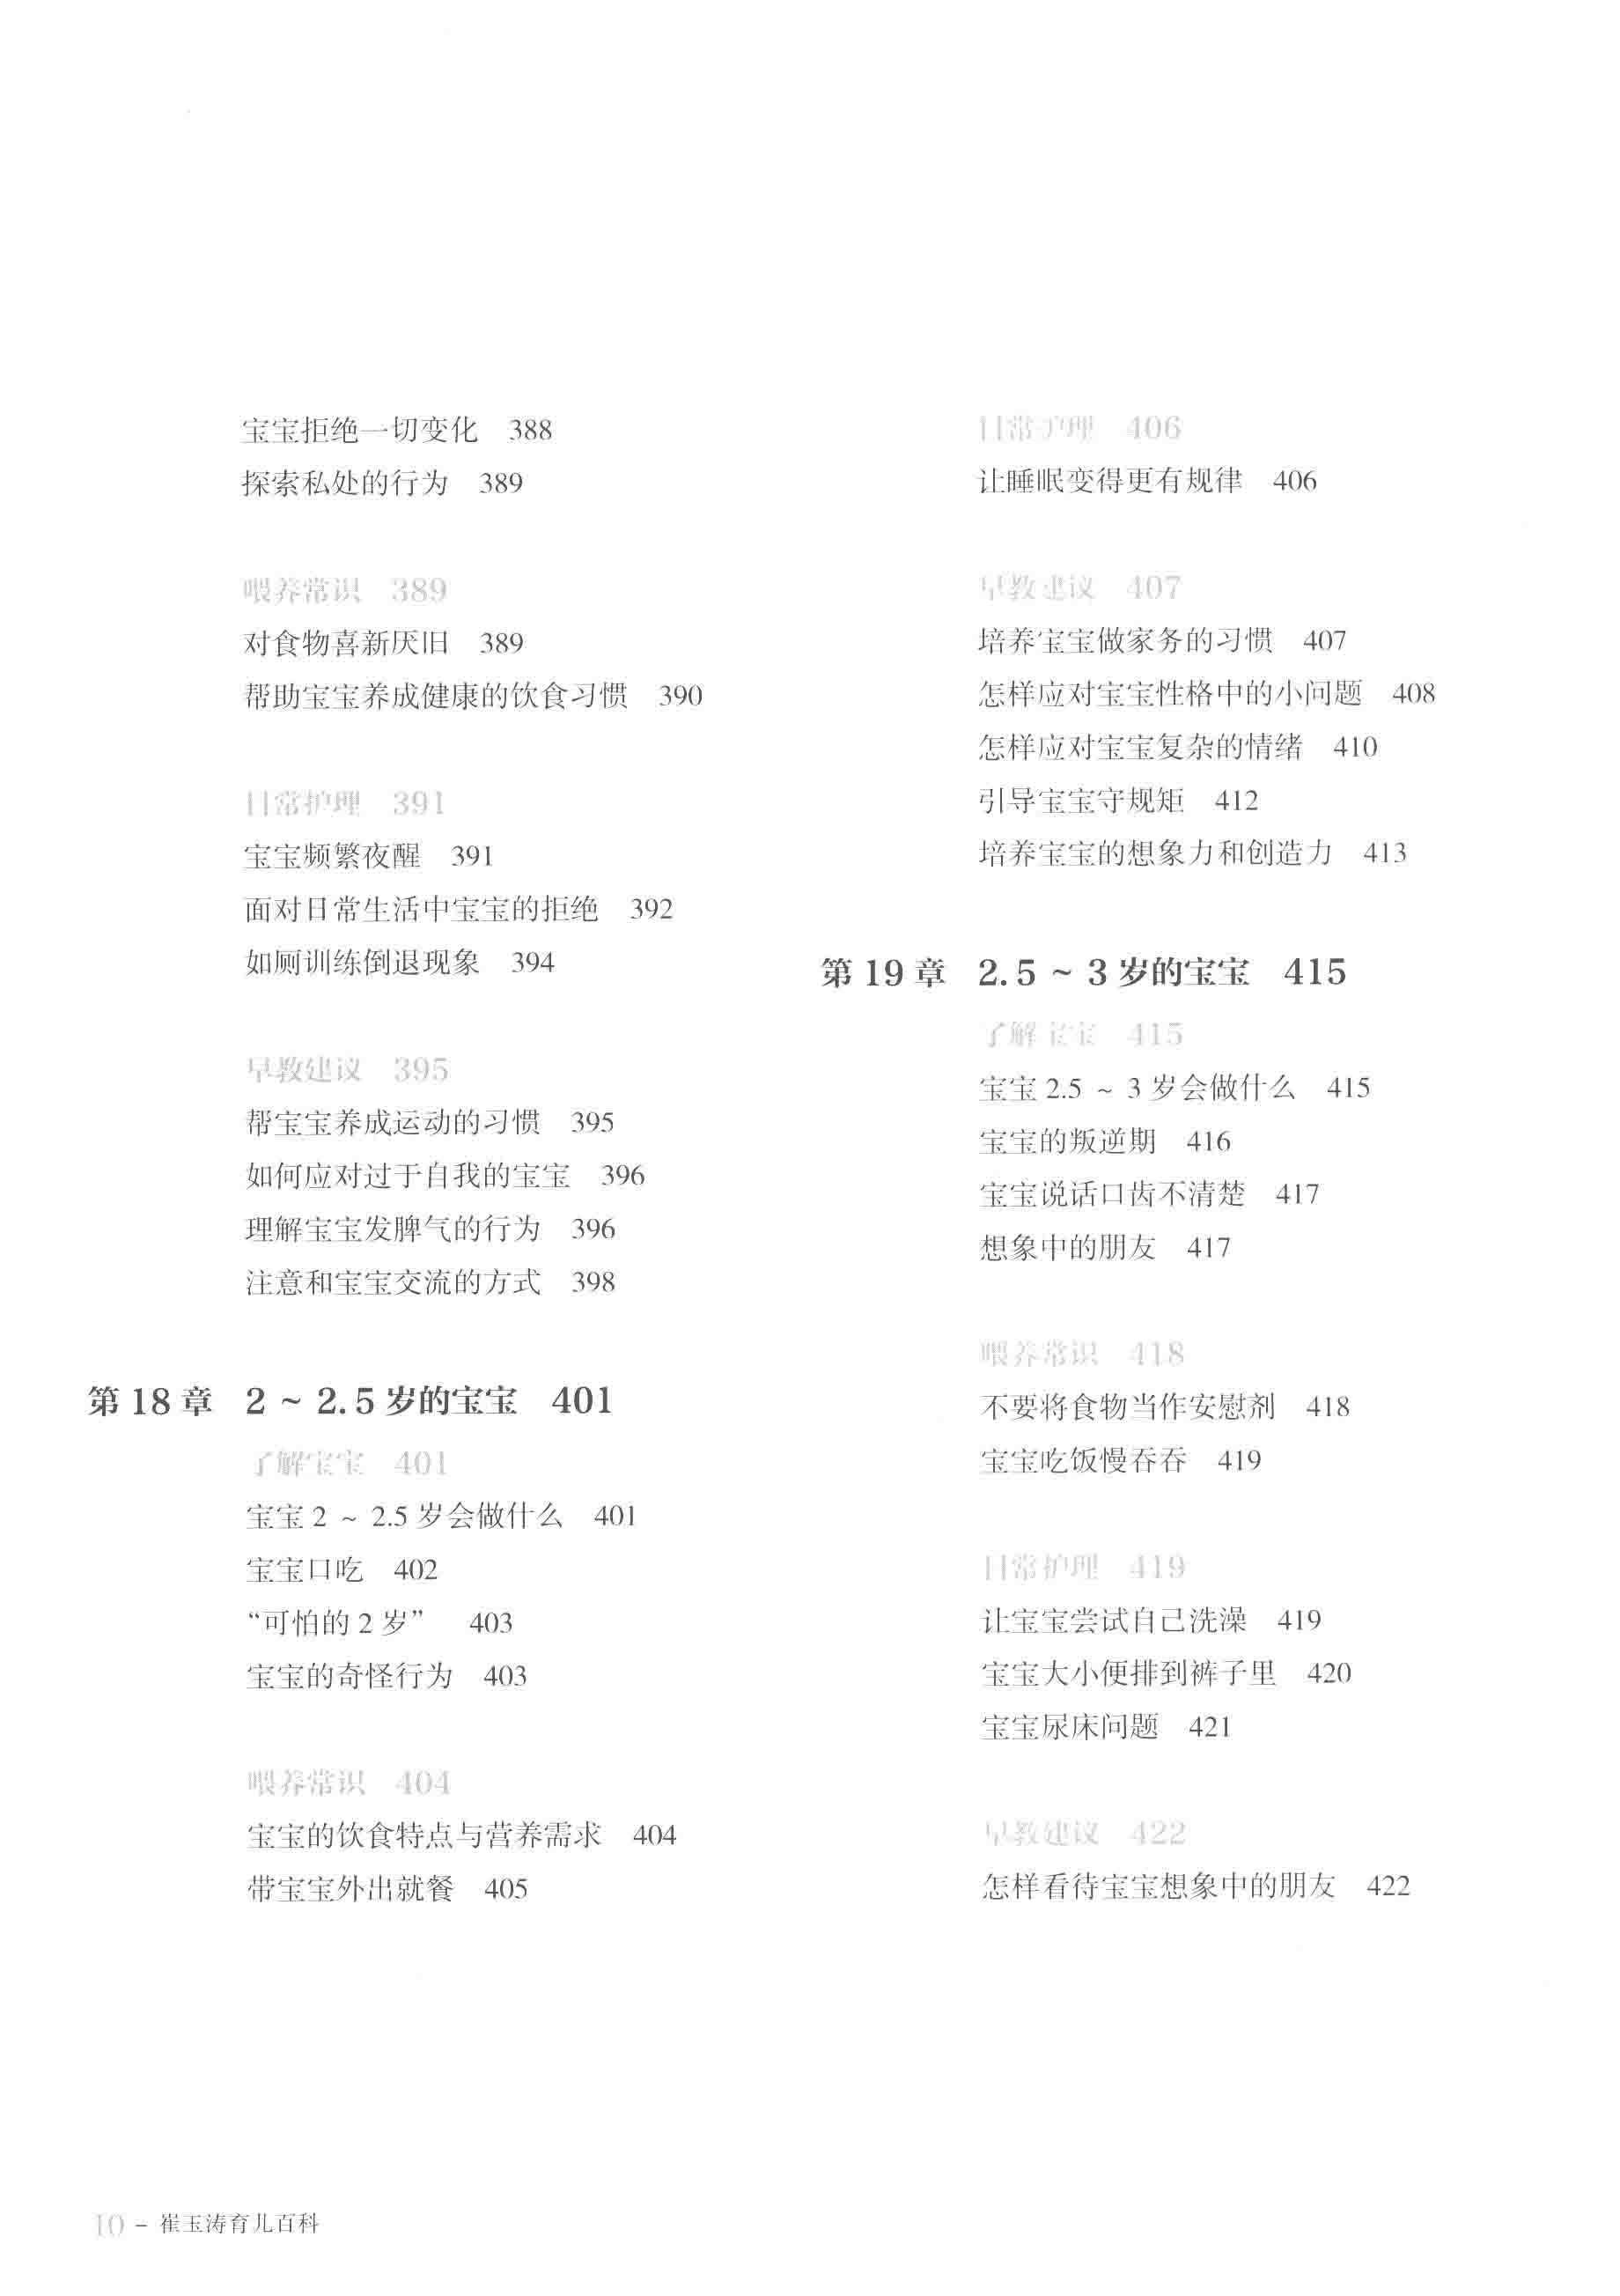 宝宝拒绝一切变化 388
探索私处的行为 389
喂养常识 389
对食物喜新厌旧 389
帮助宝宝养成健康的饮食习惯 390
日常护理 391
宝宝频繁夜醒 391
面对日常生活中宝宝的拒绝 392
如厕训练倒退现象 394
早教建议 395
帮宝宝养成运动的习惯 395
如何应对过于自我的宝宝 396
理解宝宝发脾气的行为 396
注意和宝宝交流的方式 398
第 18 章 2 ~ 2.5 岁的宝宝 401
了解宝宝 401
宝宝 2 ~ 2.5 岁会做什么 401
宝宝口吃 402
“可怕的 2 岁” 403
宝宝的奇怪行为 403
喂养常识 404
宝宝的饮食特点与营养需求 404
带宝宝外出就餐 405
日常护理 406
让睡眠变得更有规律 406
早教建议 407
培养宝宝做家务的习惯 407
怎样应对宝宝性格中的小问题 408
怎样应对宝宝复杂的情绪 410
引导宝宝守规矩 412
培养宝宝的想象力和创造力 413
第 19 章 2.5 ~ 3 岁的宝宝 415
了解宝宝 415
宝宝 2.5 ~ 3 岁会做什么 415
宝宝的叛逆期 416
宝宝说话口齿不清楚 417
想象中的朋友 417
喂养常识 418
不要将食物当作安慰剂 418
宝宝吃饭慢吞吞 419
日常护理 419
让宝宝尝试自己洗澡 419
宝宝大小便排到裤子里 420
宝宝尿床问题 421
早教建议 422
怎样看待宝宝想象中的朋友 422
10 – 崔玉涛育儿百科